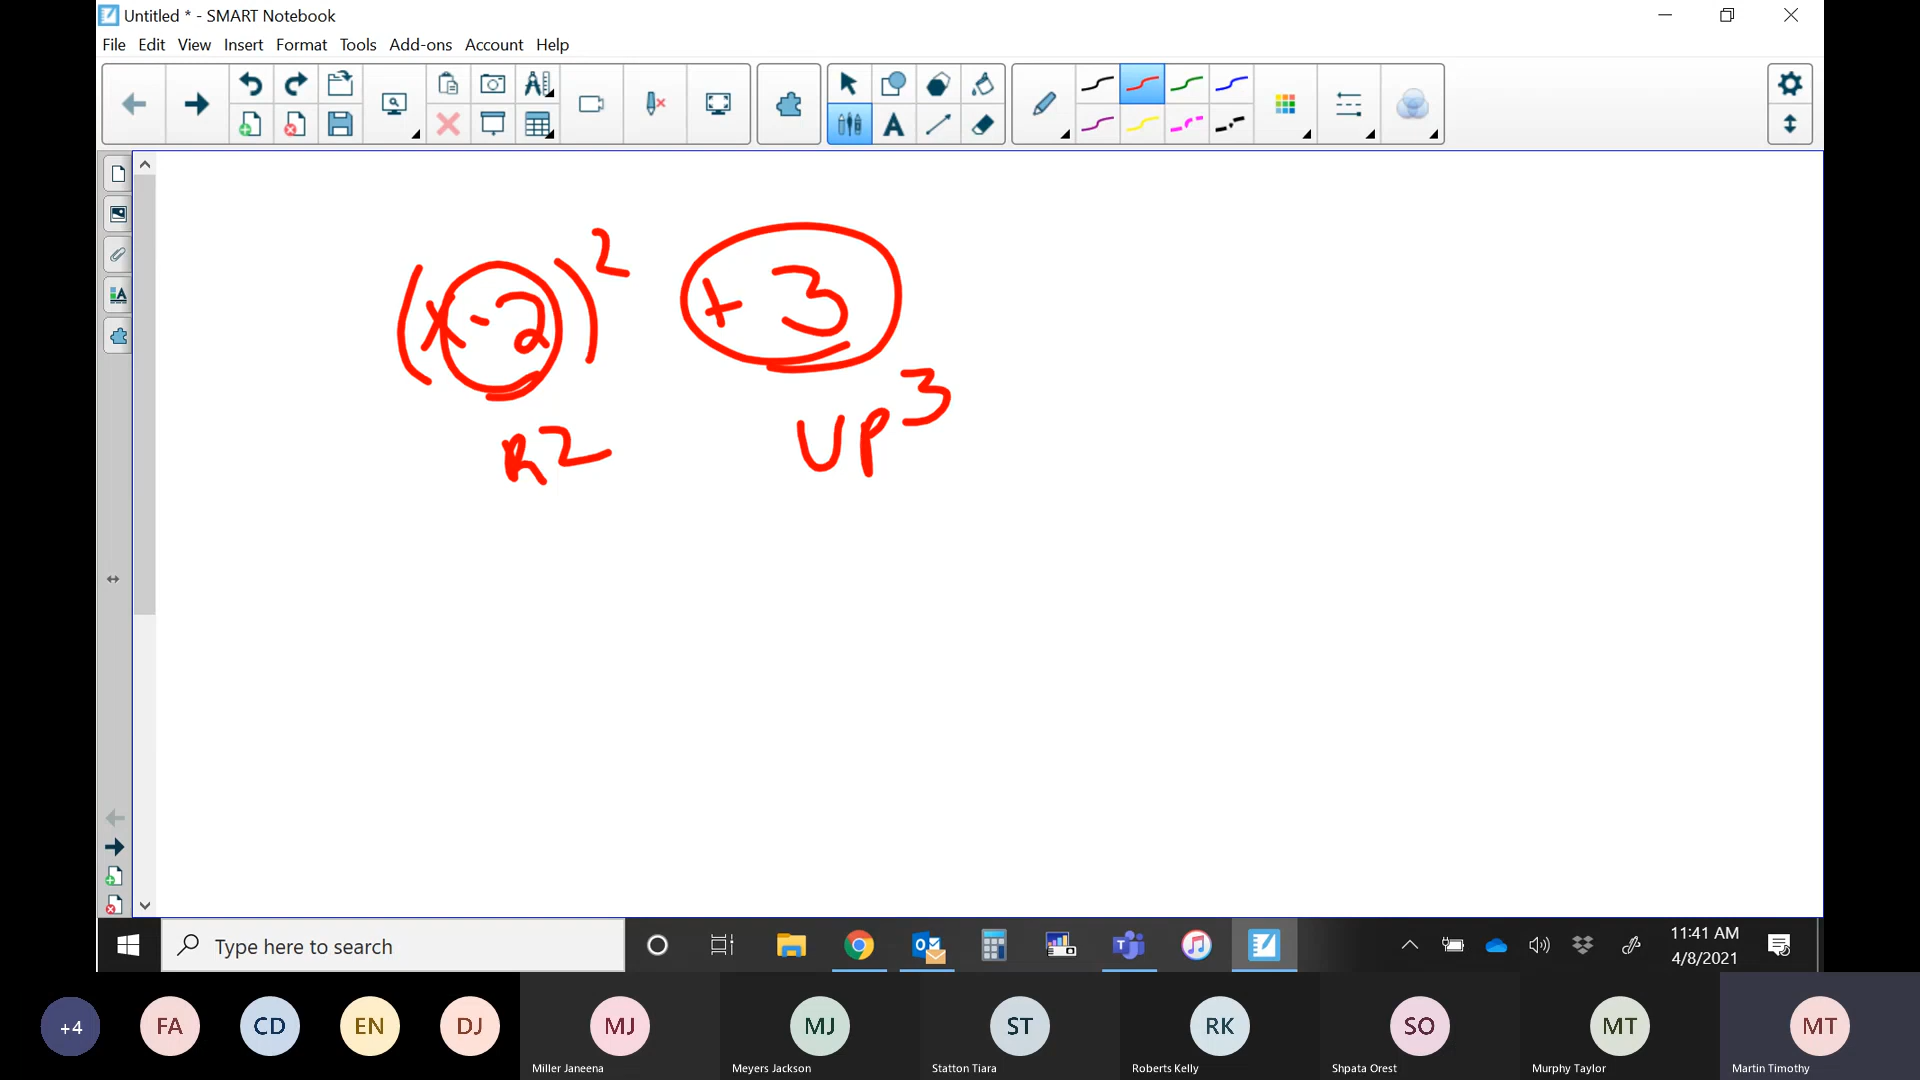 Untitled * - SMART Notebook
File Edit View Insert Format Tools Add-ons Account Help
(x-2)² + 3
R2 UP 3
Type here to search
11:41 AM
4/8/2021
+4 FA CD EN DJ MJ MJ ST RK SO MT MT
Miller Janeena Meyers Jackson Statton Tiara Roberts Kelly Shpata Orest Murphy Taylor Martin Timothy